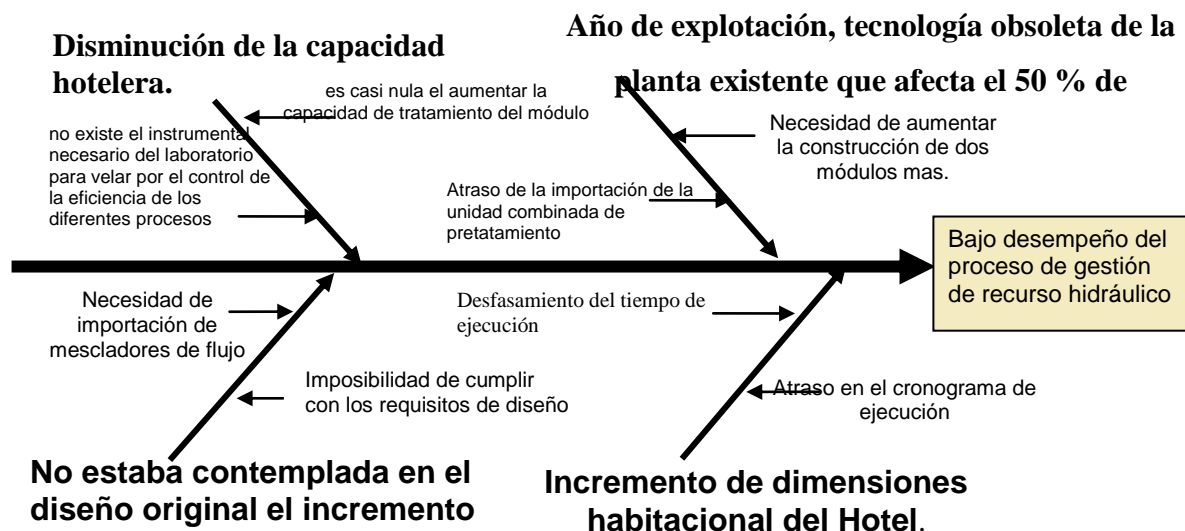 Disminución de la capacidad
hotelera.
Año de explotación, tecnología obsoleta de la
planta existente que afecta el 50 % de
es casi nula el aumentar la
capacidad de tratamiento del módulo
no existe el instrumental
necesario del laboratorio
para velar por el control de
la eficiencia de los
diferentes procesos
Necesidad de aumentar
la construcción de dos
módulos mas.
Atraso de la importación de la
unidad combinada de
pretatamiento
Bajo desempeño del
proceso de gestión
de recurso hidráulico
Necesidad de
importación de
mescladores de flujo
Desfasamiento del tiempo de
ejecución
Imposibilidad de cumplir
con los requisitos de diseño
Atraso en el cronograma de
ejecución
No estaba contemplada en el
diseño original el incremento
Incremento de dimensiones
habitacional del Hotel.